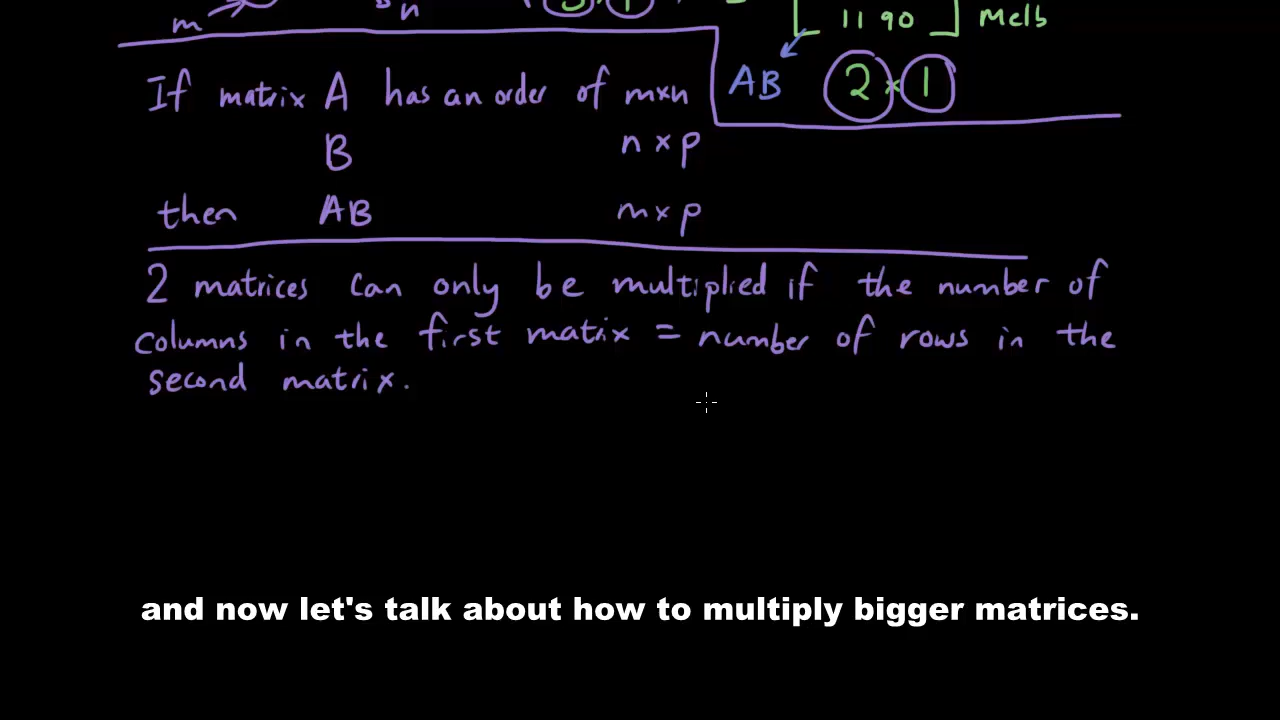 m n
11 90 Melb
If matrix A has an order of m×n
AB 2 × 1
B n × p
then AB m × p
2 matrices can only be multiplied if the number of
columns in the first matrix = number of rows in the
second matrix.
and now let's talk about how to multiply bigger matrices.